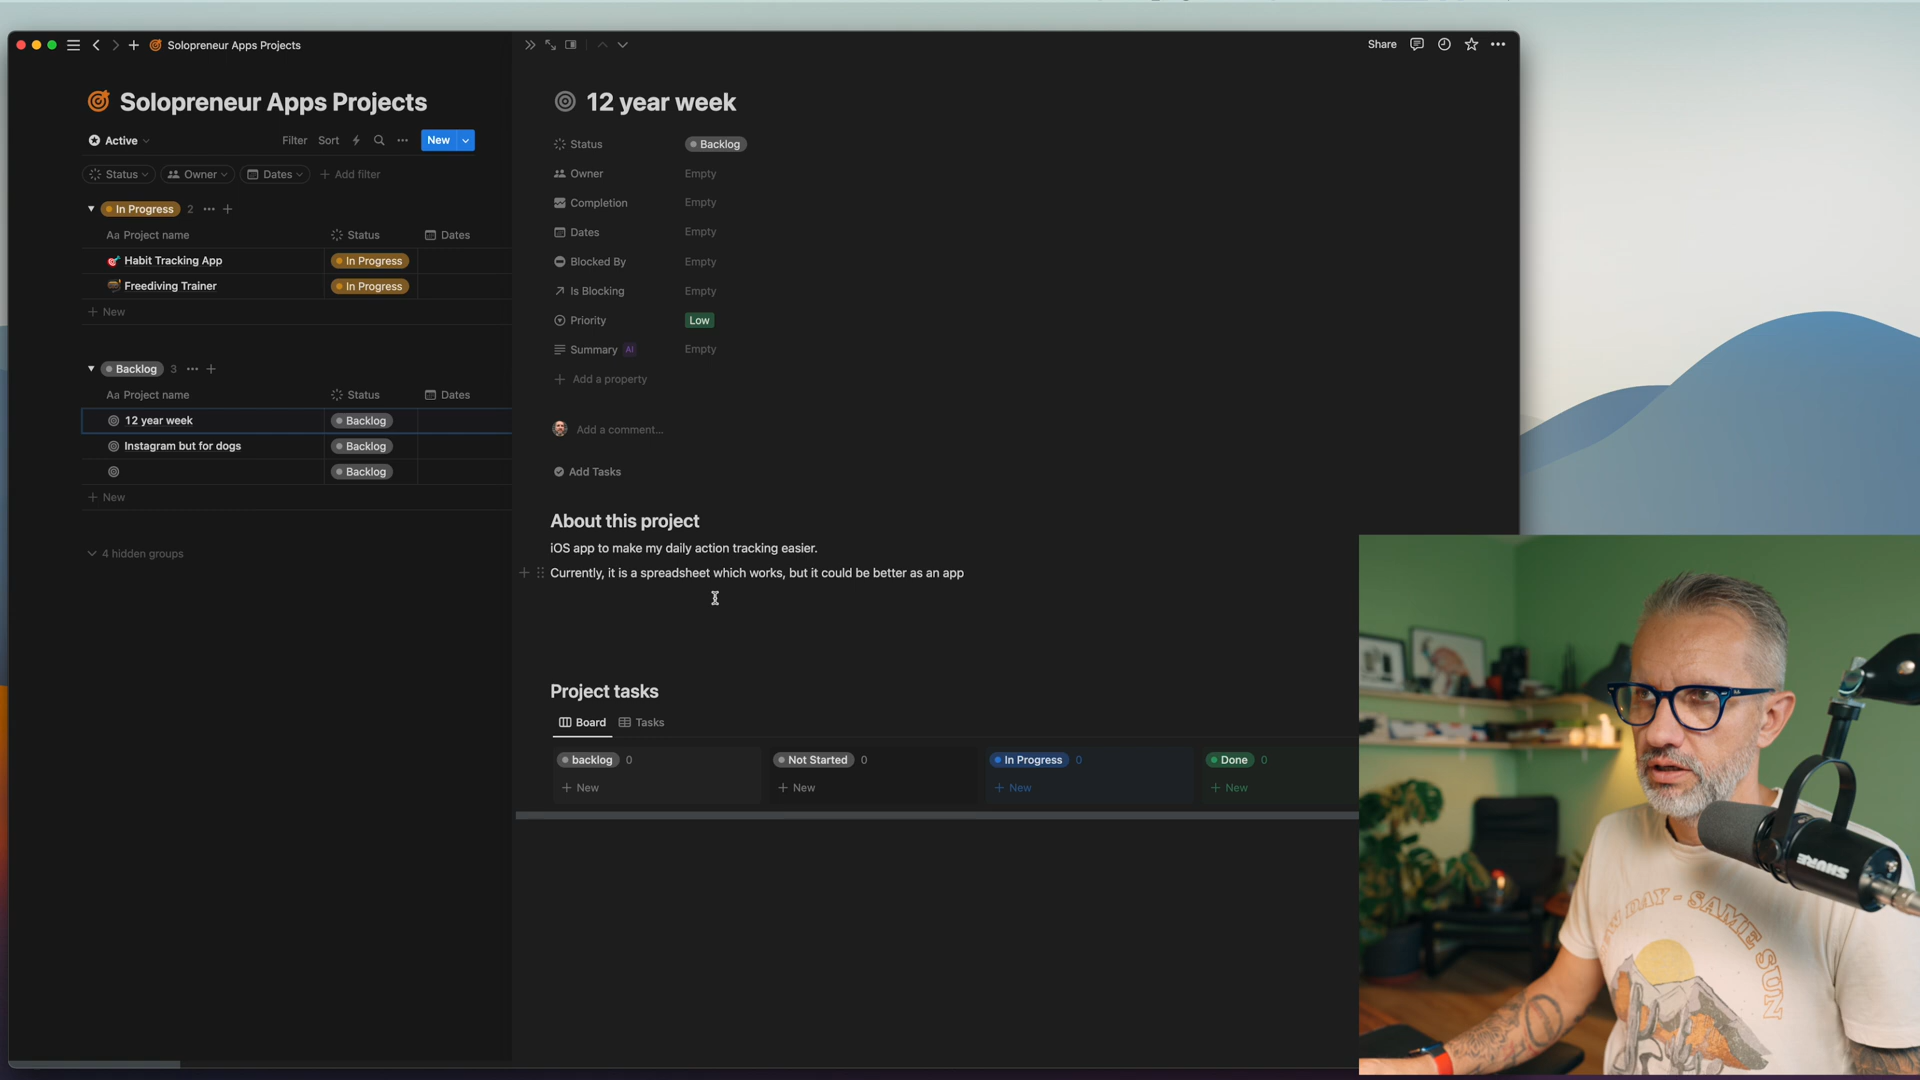 Solopreneur Apps Projects
Share
Solopreneur Apps Projects
Active
Filter
Sort
New
Status
Owner
Dates
Add filter
In Progress 2
Aa Project name
Status
Dates
Habit Tracking App
In Progress
Freediving Trainer
In Progress
New
Backlog 3
Aa Project name
Status
Dates
12 year week
Backlog
Instagram but for dogs
Backlog
Backlog
New
4 hidden groups
12 year week
Status
Backlog
Owner
Empty
Completion
Empty
Dates
Empty
Blocked By
Empty
Is Blocking
Empty
Priority
Low
Summary AI
Empty
Add a property
Add a comment...
Add Tasks
About this project
iOS app to make my daily action tracking easier.
Currently, it is a spreadsheet which works, but it could be better as an app
Project tasks
Board
Tasks
backlog 0
Not Started 0
In Progress 0
Done 0
New
New
New
New
SHURE
DAY - SAME SUN